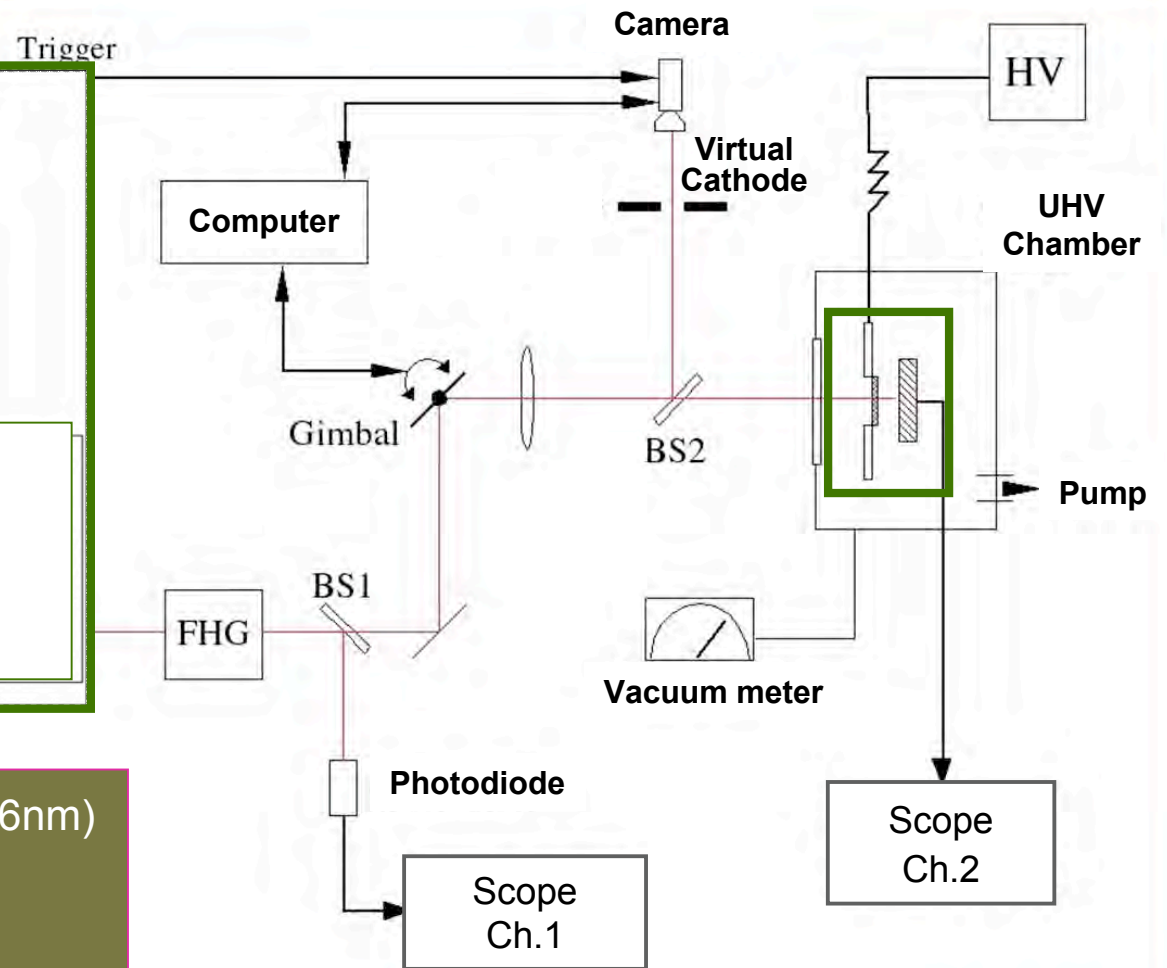 Camera
Trigger
HV
Virtual
Cathode
UHV
Chamber
Computer
Gimbal
BS2
Pump
BS1
FHG
Vacuum meter
Photodiode
6nm)
Scope
Ch.2
Scope
Ch.1